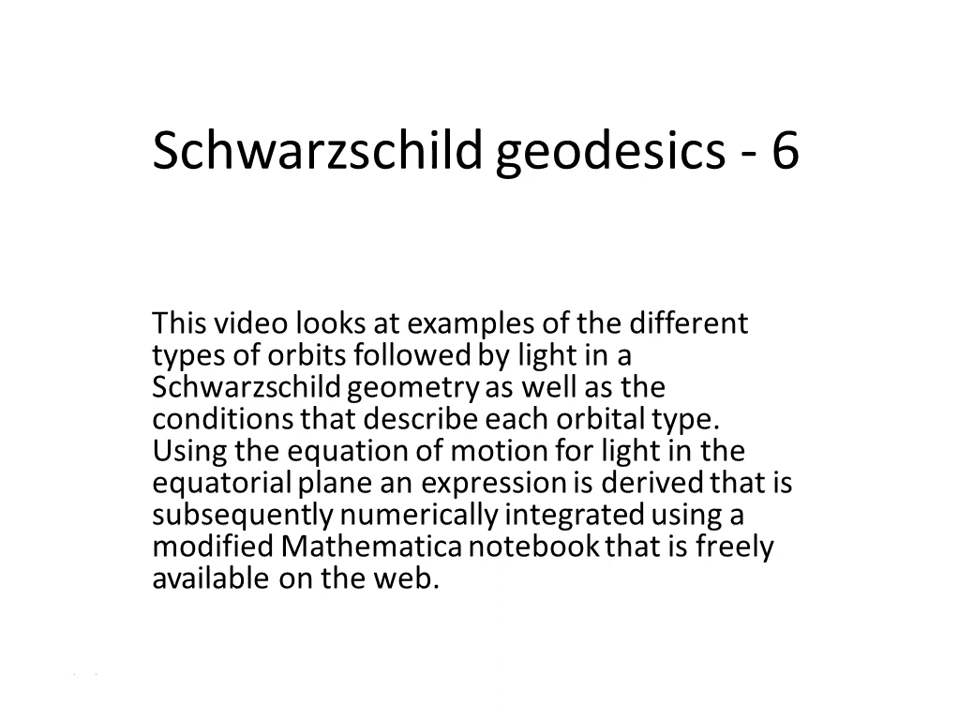 Schwarzschild geodesics - 6
This video looks at examples of the different
types of orbits followed by light in a
Schwarzschild geometry as well as the
conditions that describe each orbital type.
Using the equation of motion for light in the
equatorial plane an expression is derived that is
subsequently numerically integrated using a
modified Mathematica notebook that is freely
available on the web.